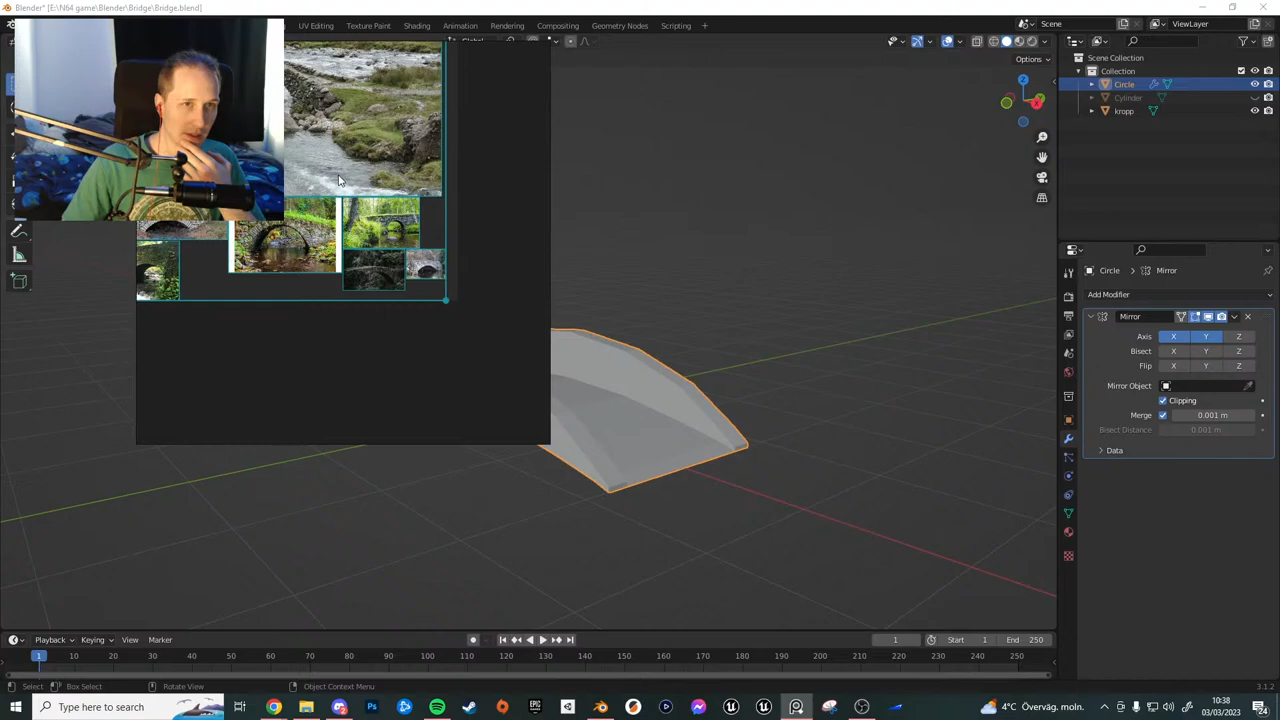 Blender* [E:\N64 game\Blender\Bridge\Bridge.blend]
UV Editing
Texture Paint
Shading
Animation
Rendering
Compositing
Geometry Nodes
Scripting
+
Scene
ViewLayer
Global
Options
X
Z
Scene Collection
Collection
Circle
Cylinder
kropp
Circle
Mirror
Add Modifier
Mirror
Axis X Y Z
Bisect X Y Z
Flip X Y Z
Mirror Object
Clipping
Merge 0.001 m
Bisect Distance 0.001 m
Data
Playback Keying View Marker
1 Start 1 End 250
1 10 20 30 40 50 60 70 80 90 100 110 120 130 140 150 160 170 180 190 200 210 220 230 240 250
Select Box Select Rotate View Object Context Menu 3.1.2
Type here to search
4°C Överväg. moln.
10:38
03/03/2023